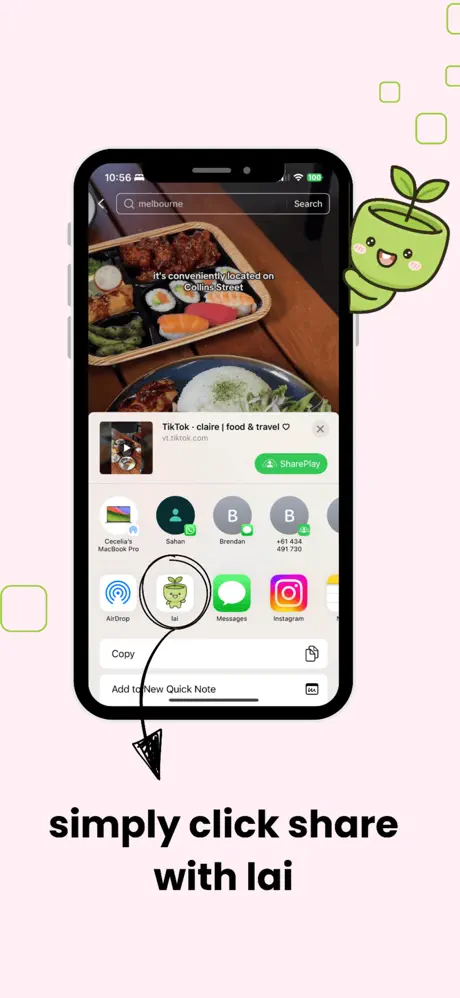 10:56
100
melbourne
Search
it's conveniently located on
Collins Street
TikTok · claire | food & travel ♡
vt.tiktok.com
SharePlay
Cecelia's
MacBook Pro
Sahan
B
Brendan
B
+61 434
491 730
AirDrop
lai
Messages
Instagram
Copy
Add to New Quick Note
simply click share
with lai